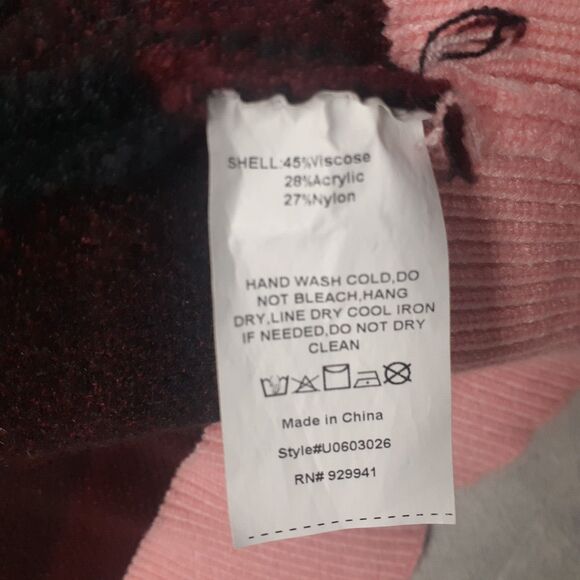 SHELL:45%Viscose
28%Acrylic
27%Nylon
HAND WASH COLD,DO
NOT BLEACH,HANG
DRY,LINE DRY COOL IRON
IF NEEDED,DO NOT DRY
CLEAN
Made in China
Style#U0603026
RN# 929941